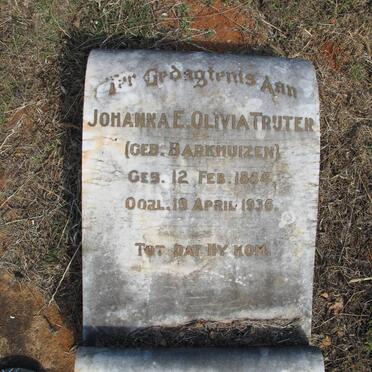 Ter Gedagtenis Aan
JOHANNA E. OLIVIA TRUTER
(GEB. BARKHUIZEN)
GEB. 12 FEB. 1854
OORL. 19 APRIL 1936.
TOT DAT HY KOM.